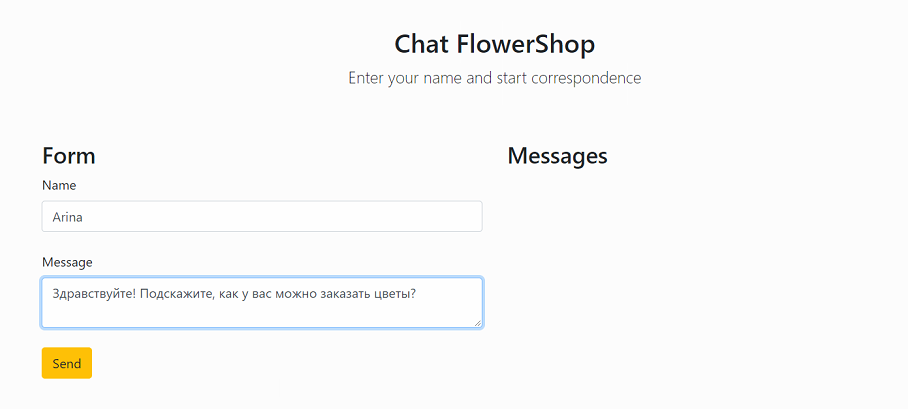 Chat FlowerShop
Enter your name and start correspondence
Form
Name
Arina
Message
Здравствуйте! Подскажите, как у вас можно заказать цветы?
Send
Messages